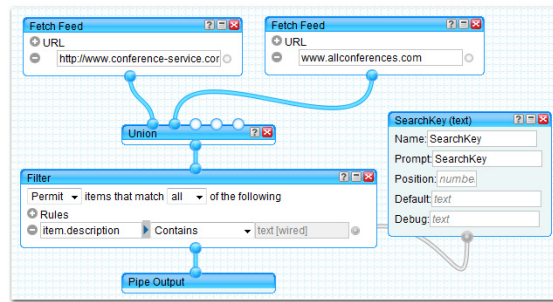 Fetch Feed
URL
http://www.conference-service.cor
Fetch Feed
URL
www.allconferences.com
Union
Filter
Permit items that match all of the following
Rules
item.description Contains text [wired]
Pipe Output
SearchKey (text)
Name: SearchKey
Prompt: SearchKey
Position: numbe
Default: text
Debug: text